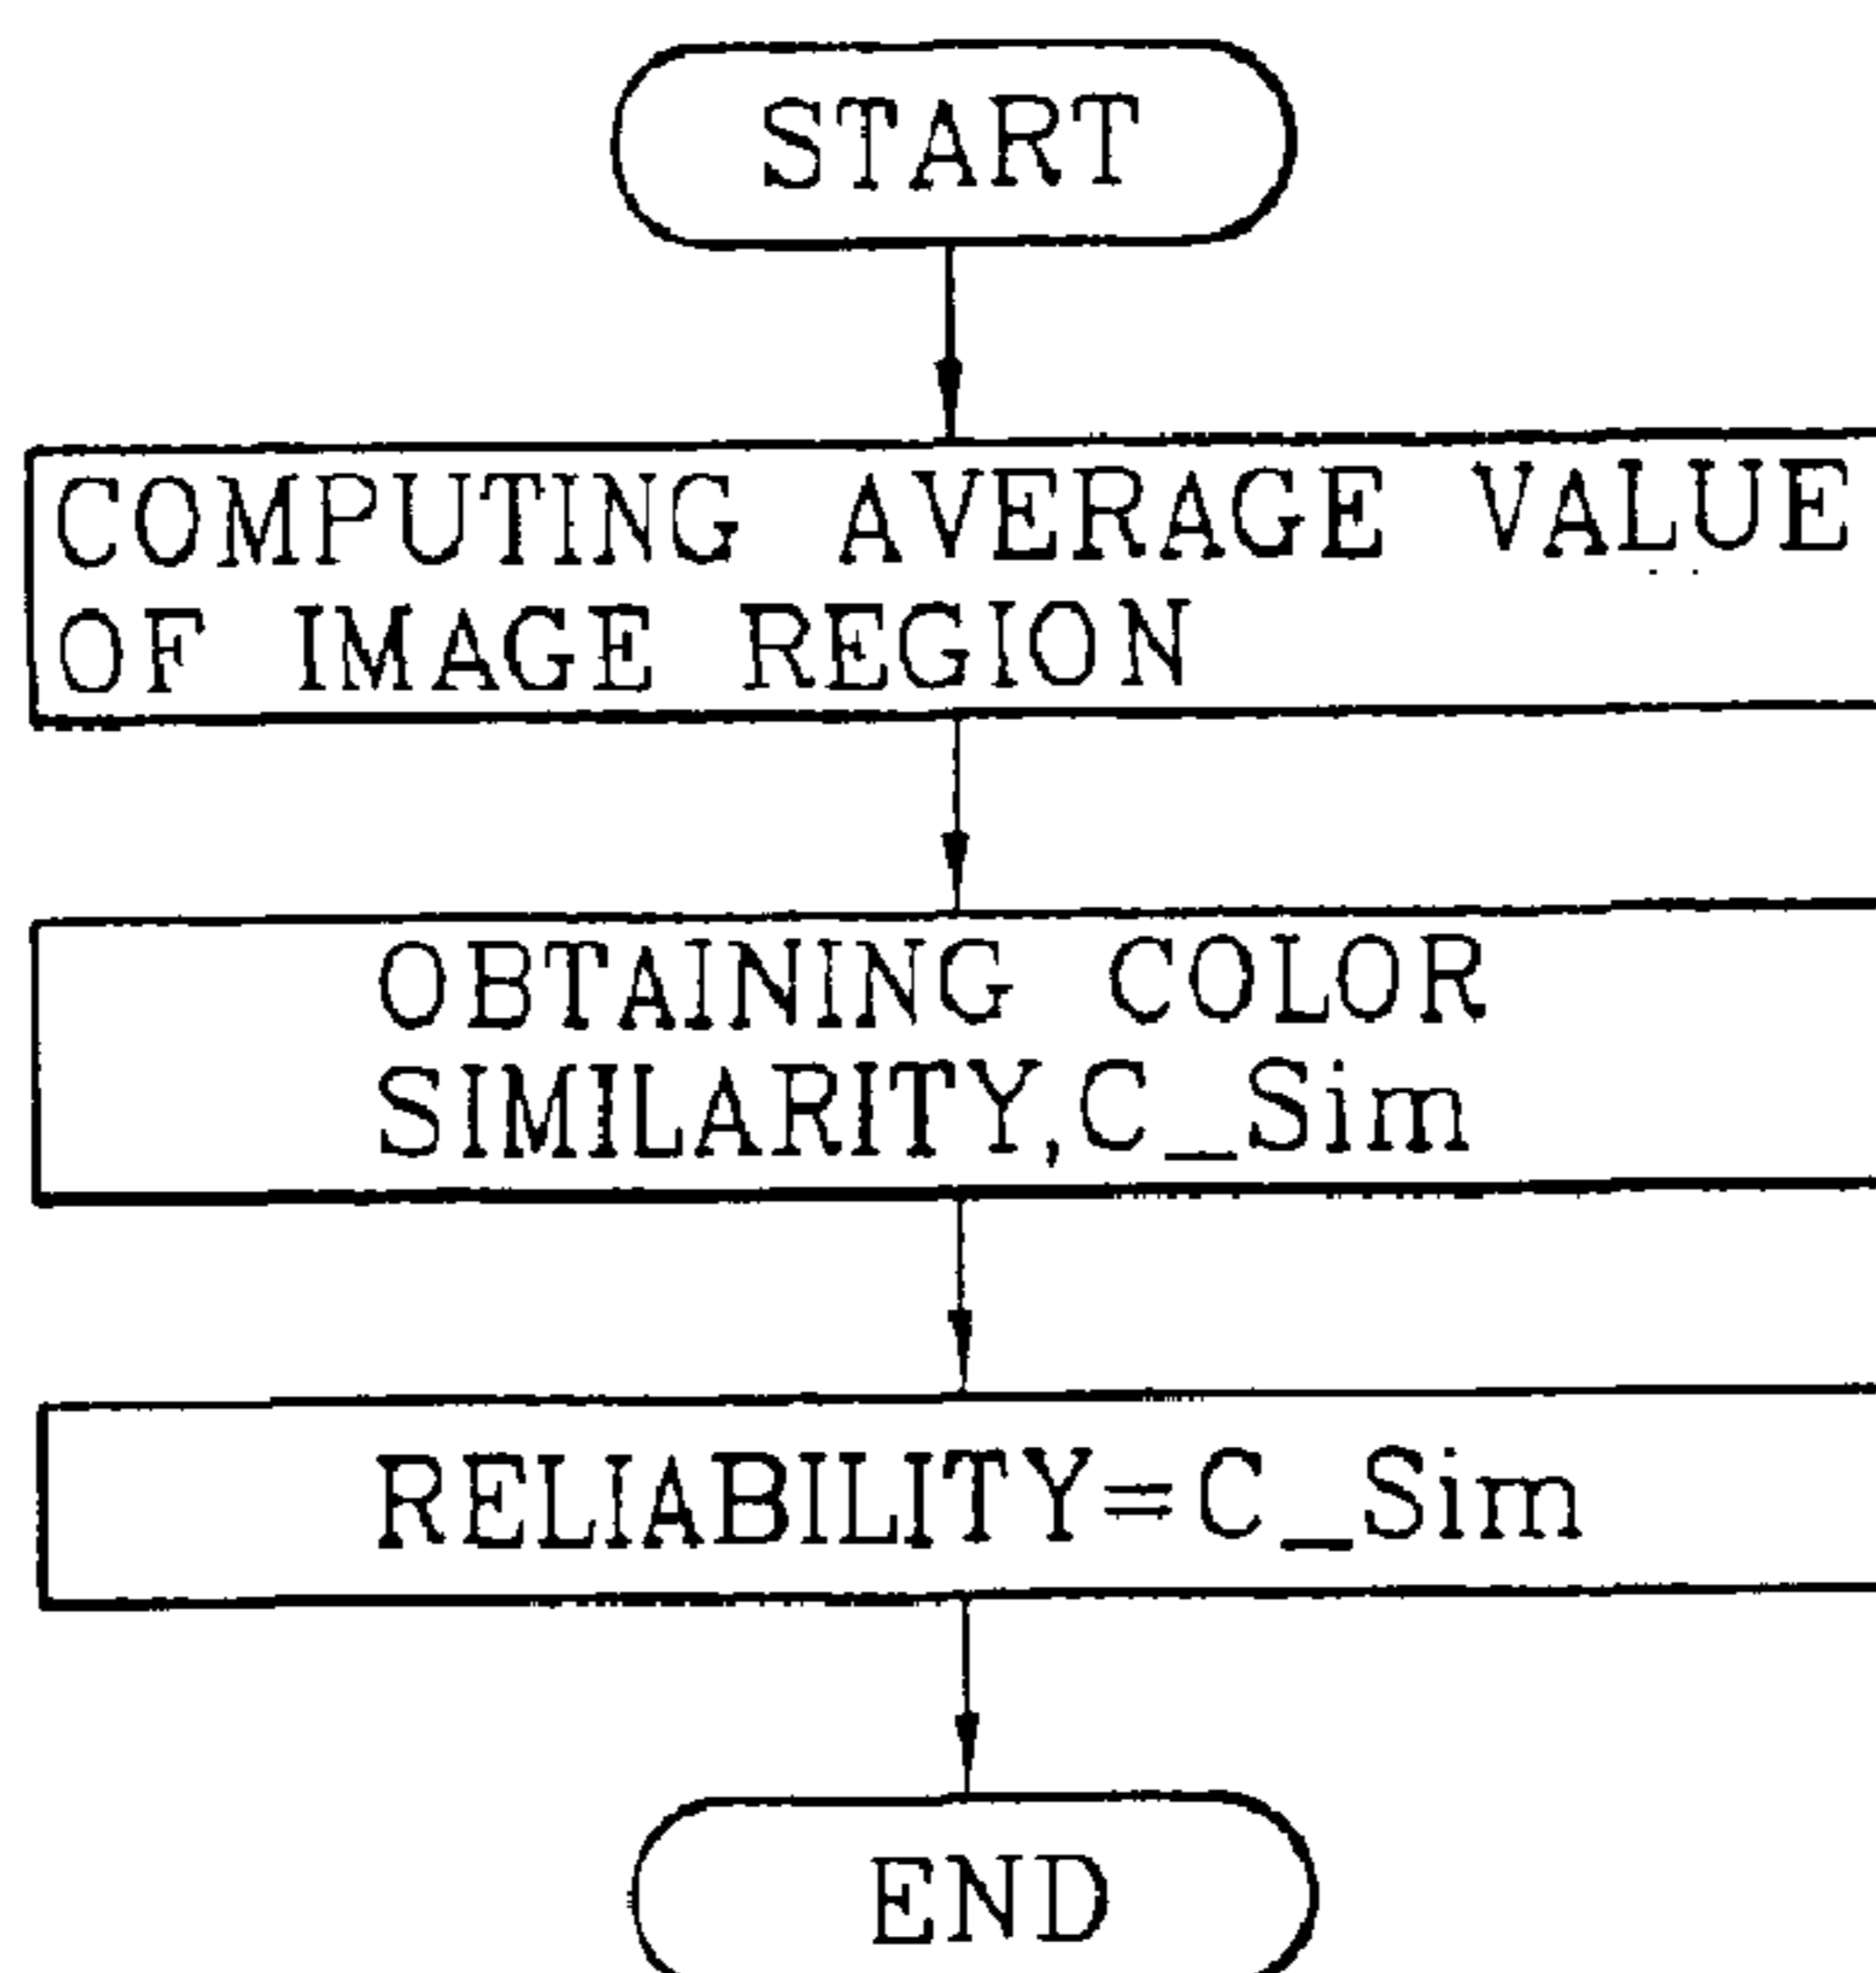 START
COMPUTING AVERAGE VALUE
OF IMAGE REGION
OBTAINING COLOR
SIMILARITY,C_Sim
RELIABILITY=C_Sim
END